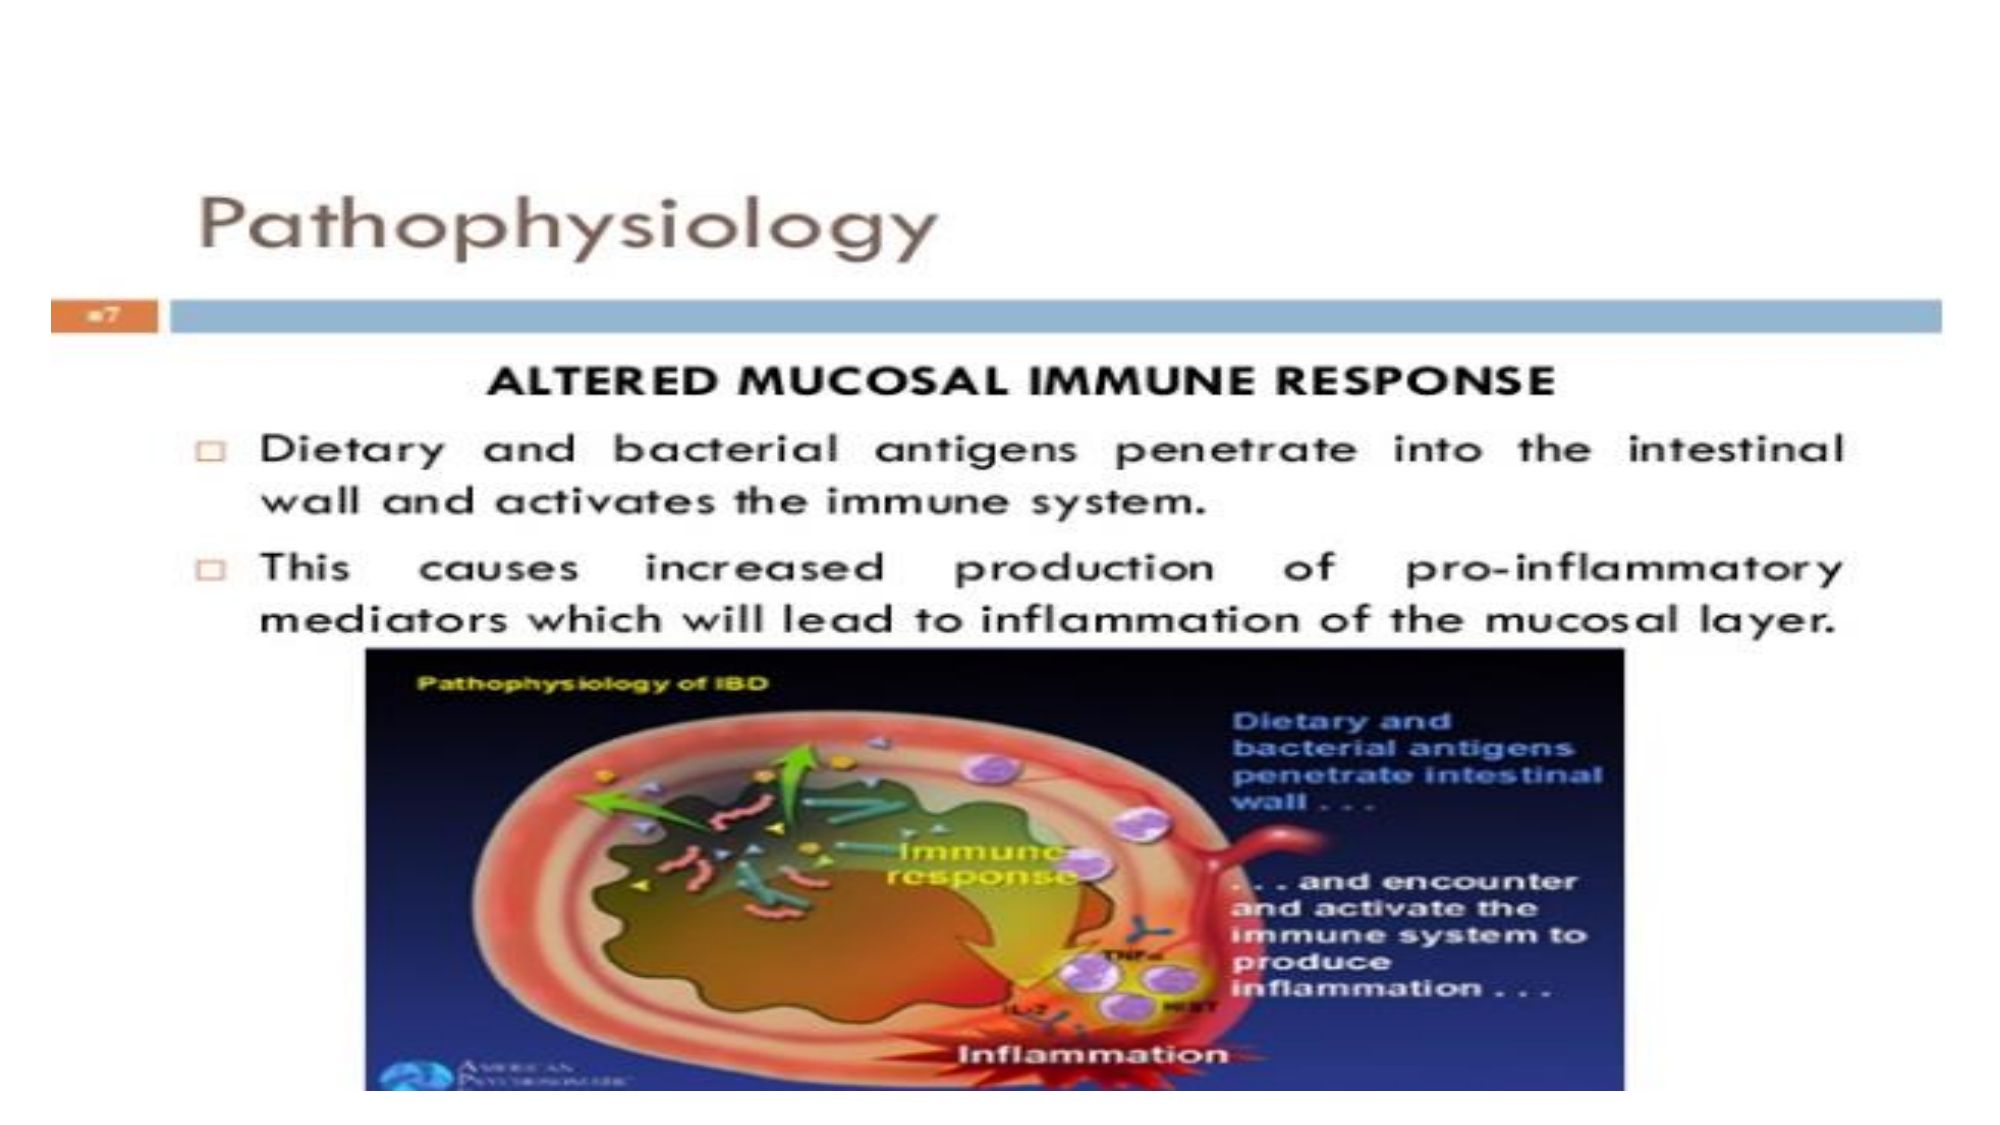 Pathophysiology
7
ALTERED MUCOSAL IMMUNE RESPONSE
Dietary and bacterial antigens penetrate into the intestinal
wall and activates the immune system.
This causes increased production of pro-inflammatory
mediators which will lead to inflammation of the mucosal layer.
Pathophysiology of IBD
Dietary and
bacterial antigens
penetrate intestinal
wall . . .
Immune
response
. . . and encounter
and activate the
immune system to
produce
inflammation . . .
TNFα
Inflammation
AMERICAN